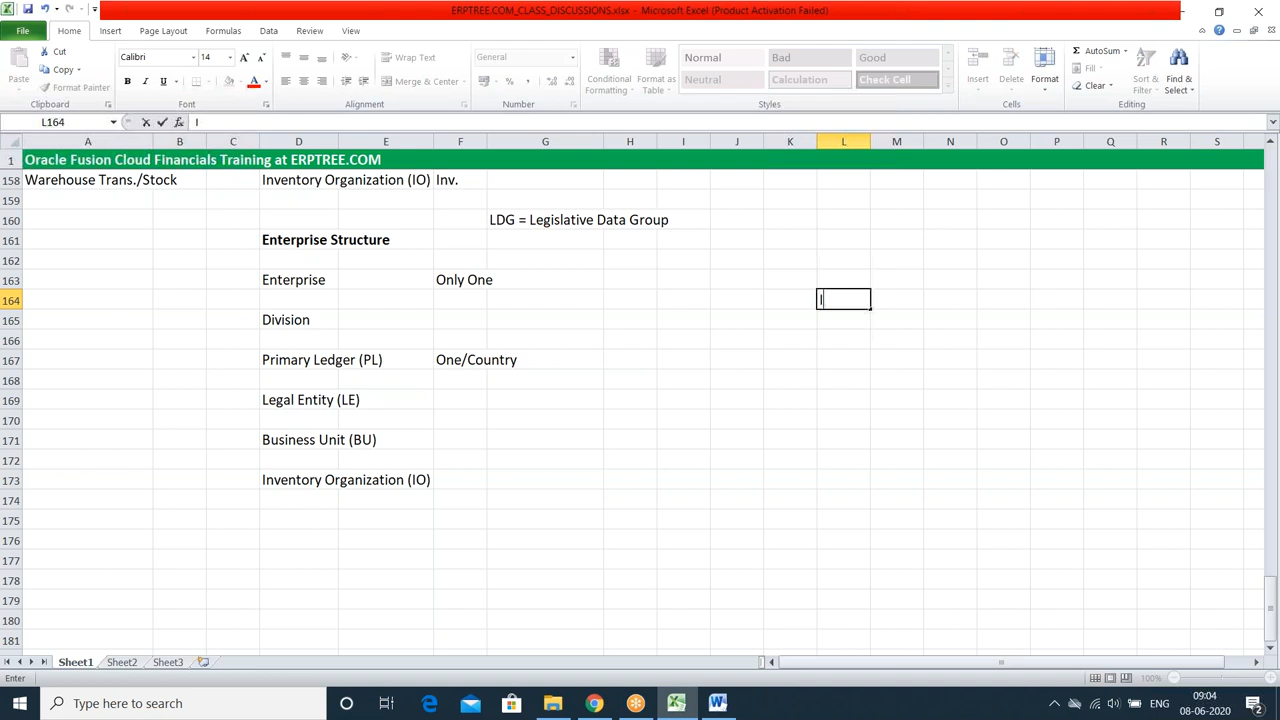 ERPTREE.COM_CLASS_DISCUSSIONS.xlsx - Microsoft Excel (Product Activation Failed)
File Home Insert Page Layout Formulas Data Review View
Paste
Cut
Copy
Format Painter
Clipboard
Calibri 14
B I U A
Font
Wrap Text
Merge & Center
Alignment
General
% ,
Number
Conditional Formatting
Format as Table
Normal Bad Good
Neutral Calculation Check Cell
Styles
Insert Delete Format
Cells
AutoSum
Fill
Clear
Sort & Filter
Find & Select
Editing
L164 fx I
A B C D E F G H I J K L M N O P Q R S
1 Oracle Fusion Cloud Financials Training at ERPTREE.COM
158 Warehouse Trans./Stock Inventory Organization (IO) Inv.
159
160 LDG = Legislative Data Group
161 Enterprise Structure
162
163 Enterprise Only One
164 I
165 Division
166
167 Primary Ledger (PL) One/Country
168
169 Legal Entity (LE)
170
171 Business Unit (BU)
172
173 Inventory Organization (IO)
174
175
176
177
178
179
180
181
Sheet1 Sheet2 Sheet3
Enter 100%
Type here to search
ENG
09:04
08-06-2020
2